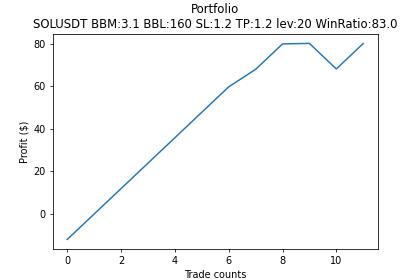 Portfolio
SOLUSDT BBM:3.1 BBL:160 SL:1.2 TP:1.2 lev:20 WinRatio:83.0
80
60
40
20
0
Profit ($)
0 2 4 6 8 10
Trade counts